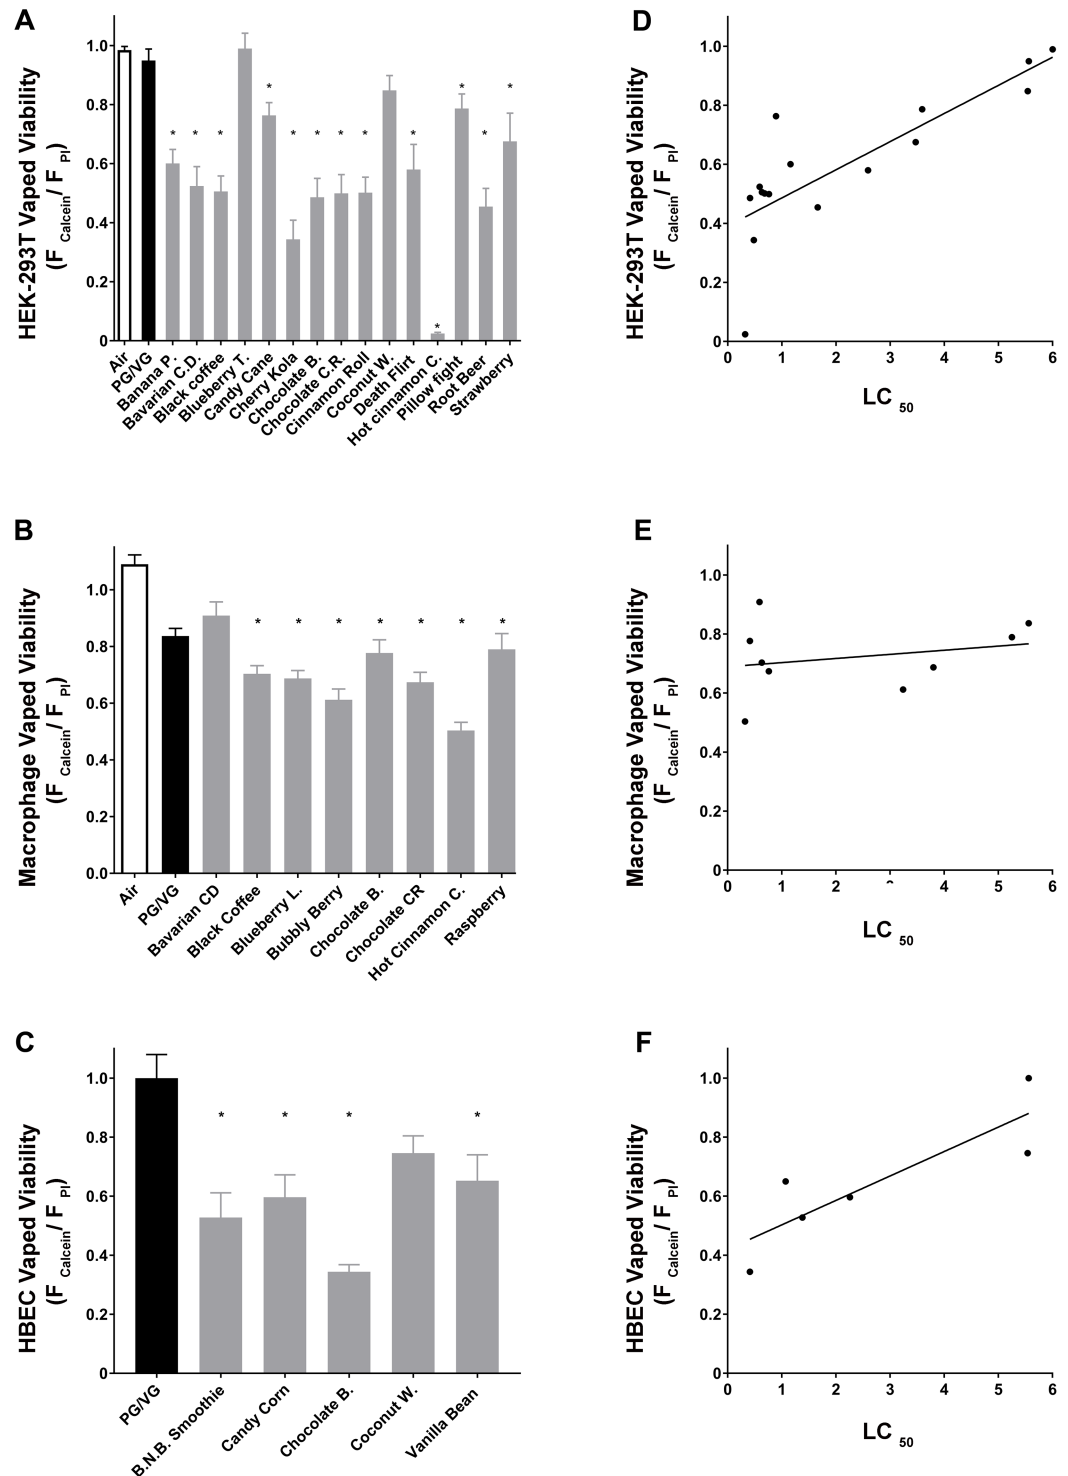 A
HEK-293T Vaped Viability
(F Calcein/ F PI)
1.0
0.8
0.6
0.4
0.2
0
* * * * * * * * * * * * *
Air
PG/VG
Banana P.
Bavarian C.D.
Black coffee
Blueberry T.
Candy Cane
Cherry Kola
Chocolate B.
Chocolate C.R.
Cinnamon Roll
Coconut W.
Death Flirt
Hot cinnamon C.
Pillow fight
Root Beer
Strawberry
D
HEK-293T Vaped Viability
(F Calcein/ F PI)
1.0
0.8
0.6
0.4
0.2
0
0 1 2 3 4 5 6
LC 50
B
Macrophage Vaped Viability
(F Calcein/ F PI)
1.0
0.8
0.6
0.4
0.2
0.0
* * * * * * *
Air
PG/VG
Bavarian CD
Black Coffee
Blueberry L.
Bubbly Berry
Chocolate B.
Chocolate CR
Hot Cinnamon C.
Raspberry
E
Macrophage Vaped Viability
(F Calcein/ F PI)
1.0
0.8
0.6
0.4
0.2
0
0 1 2 4 5 6
LC 50
C
HBEC Vaped Viability
(F Calcein/ F PI)
1.0
0.8
0.6
0.4
0.2
0
* * * *
PG/VG
B.N.B. Smoothie
Candy Corn
Chocolate B.
Coconut W.
Vanilla Bean
F
HBEC Vaped Viability
(F Calcein/ F PI)
1.0
0.8
0.6
0.4
0.2
0
0 1 2 3 4 5 6
LC 50